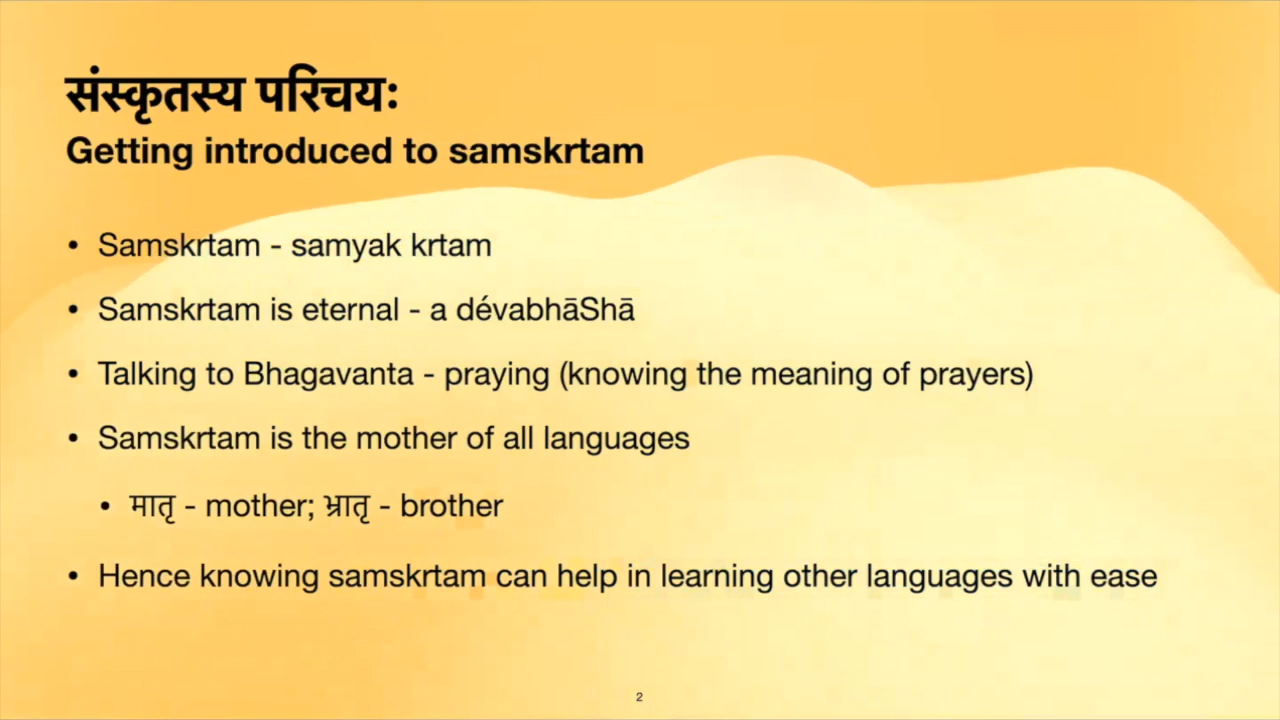 संस्कृतस्य परिचयः
Getting introduced to samskrtam
• Samskrtam - samyak krtam
• Samskrtam is eternal - a dévabhāShā
• Talking to Bhagavanta - praying (knowing the meaning of prayers)
• Samskrtam is the mother of all languages
• मातृ - mother; भ्रातृ - brother
• Hence knowing samskrtam can help in learning other languages with ease
2